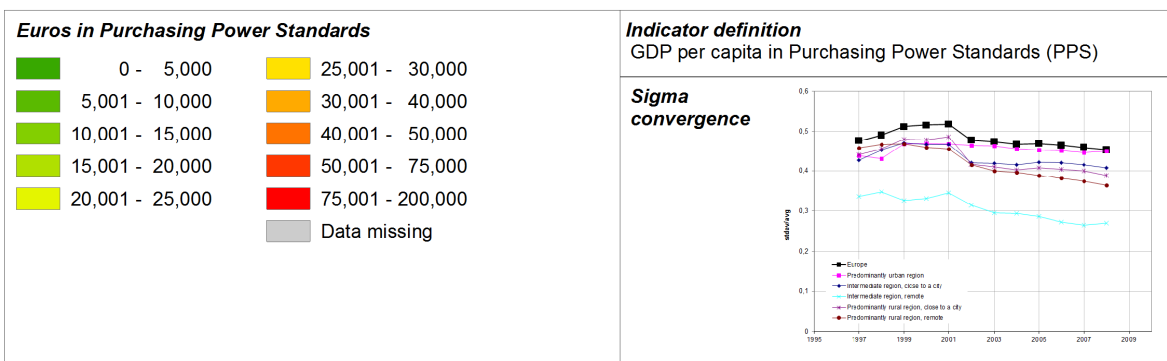 Euros in Purchasing Power Standards
0 - 5,000
5,001 - 10,000
10,001 - 15,000
15,001 - 20,000
20,001 - 25,000
25,001 - 30,000
30,001 - 40,000
40,001 - 50,000
50,001 - 75,000
75,001 - 200,000
Data missing
Indicator definition
GDP per capita in Purchasing Power Standards (PPS)
Sigma
convergence
0,6
0,5
0,4
0,3
0,2
0,1
0
stdev/avg
Europe
Predominantly urban region
Intermediate region, close to a city
Intermediate region, remote
Predominantly rural region, close to a city
Predominantly rural region, remote
1995
1997
1999
2001
2003
2005
2007
2009